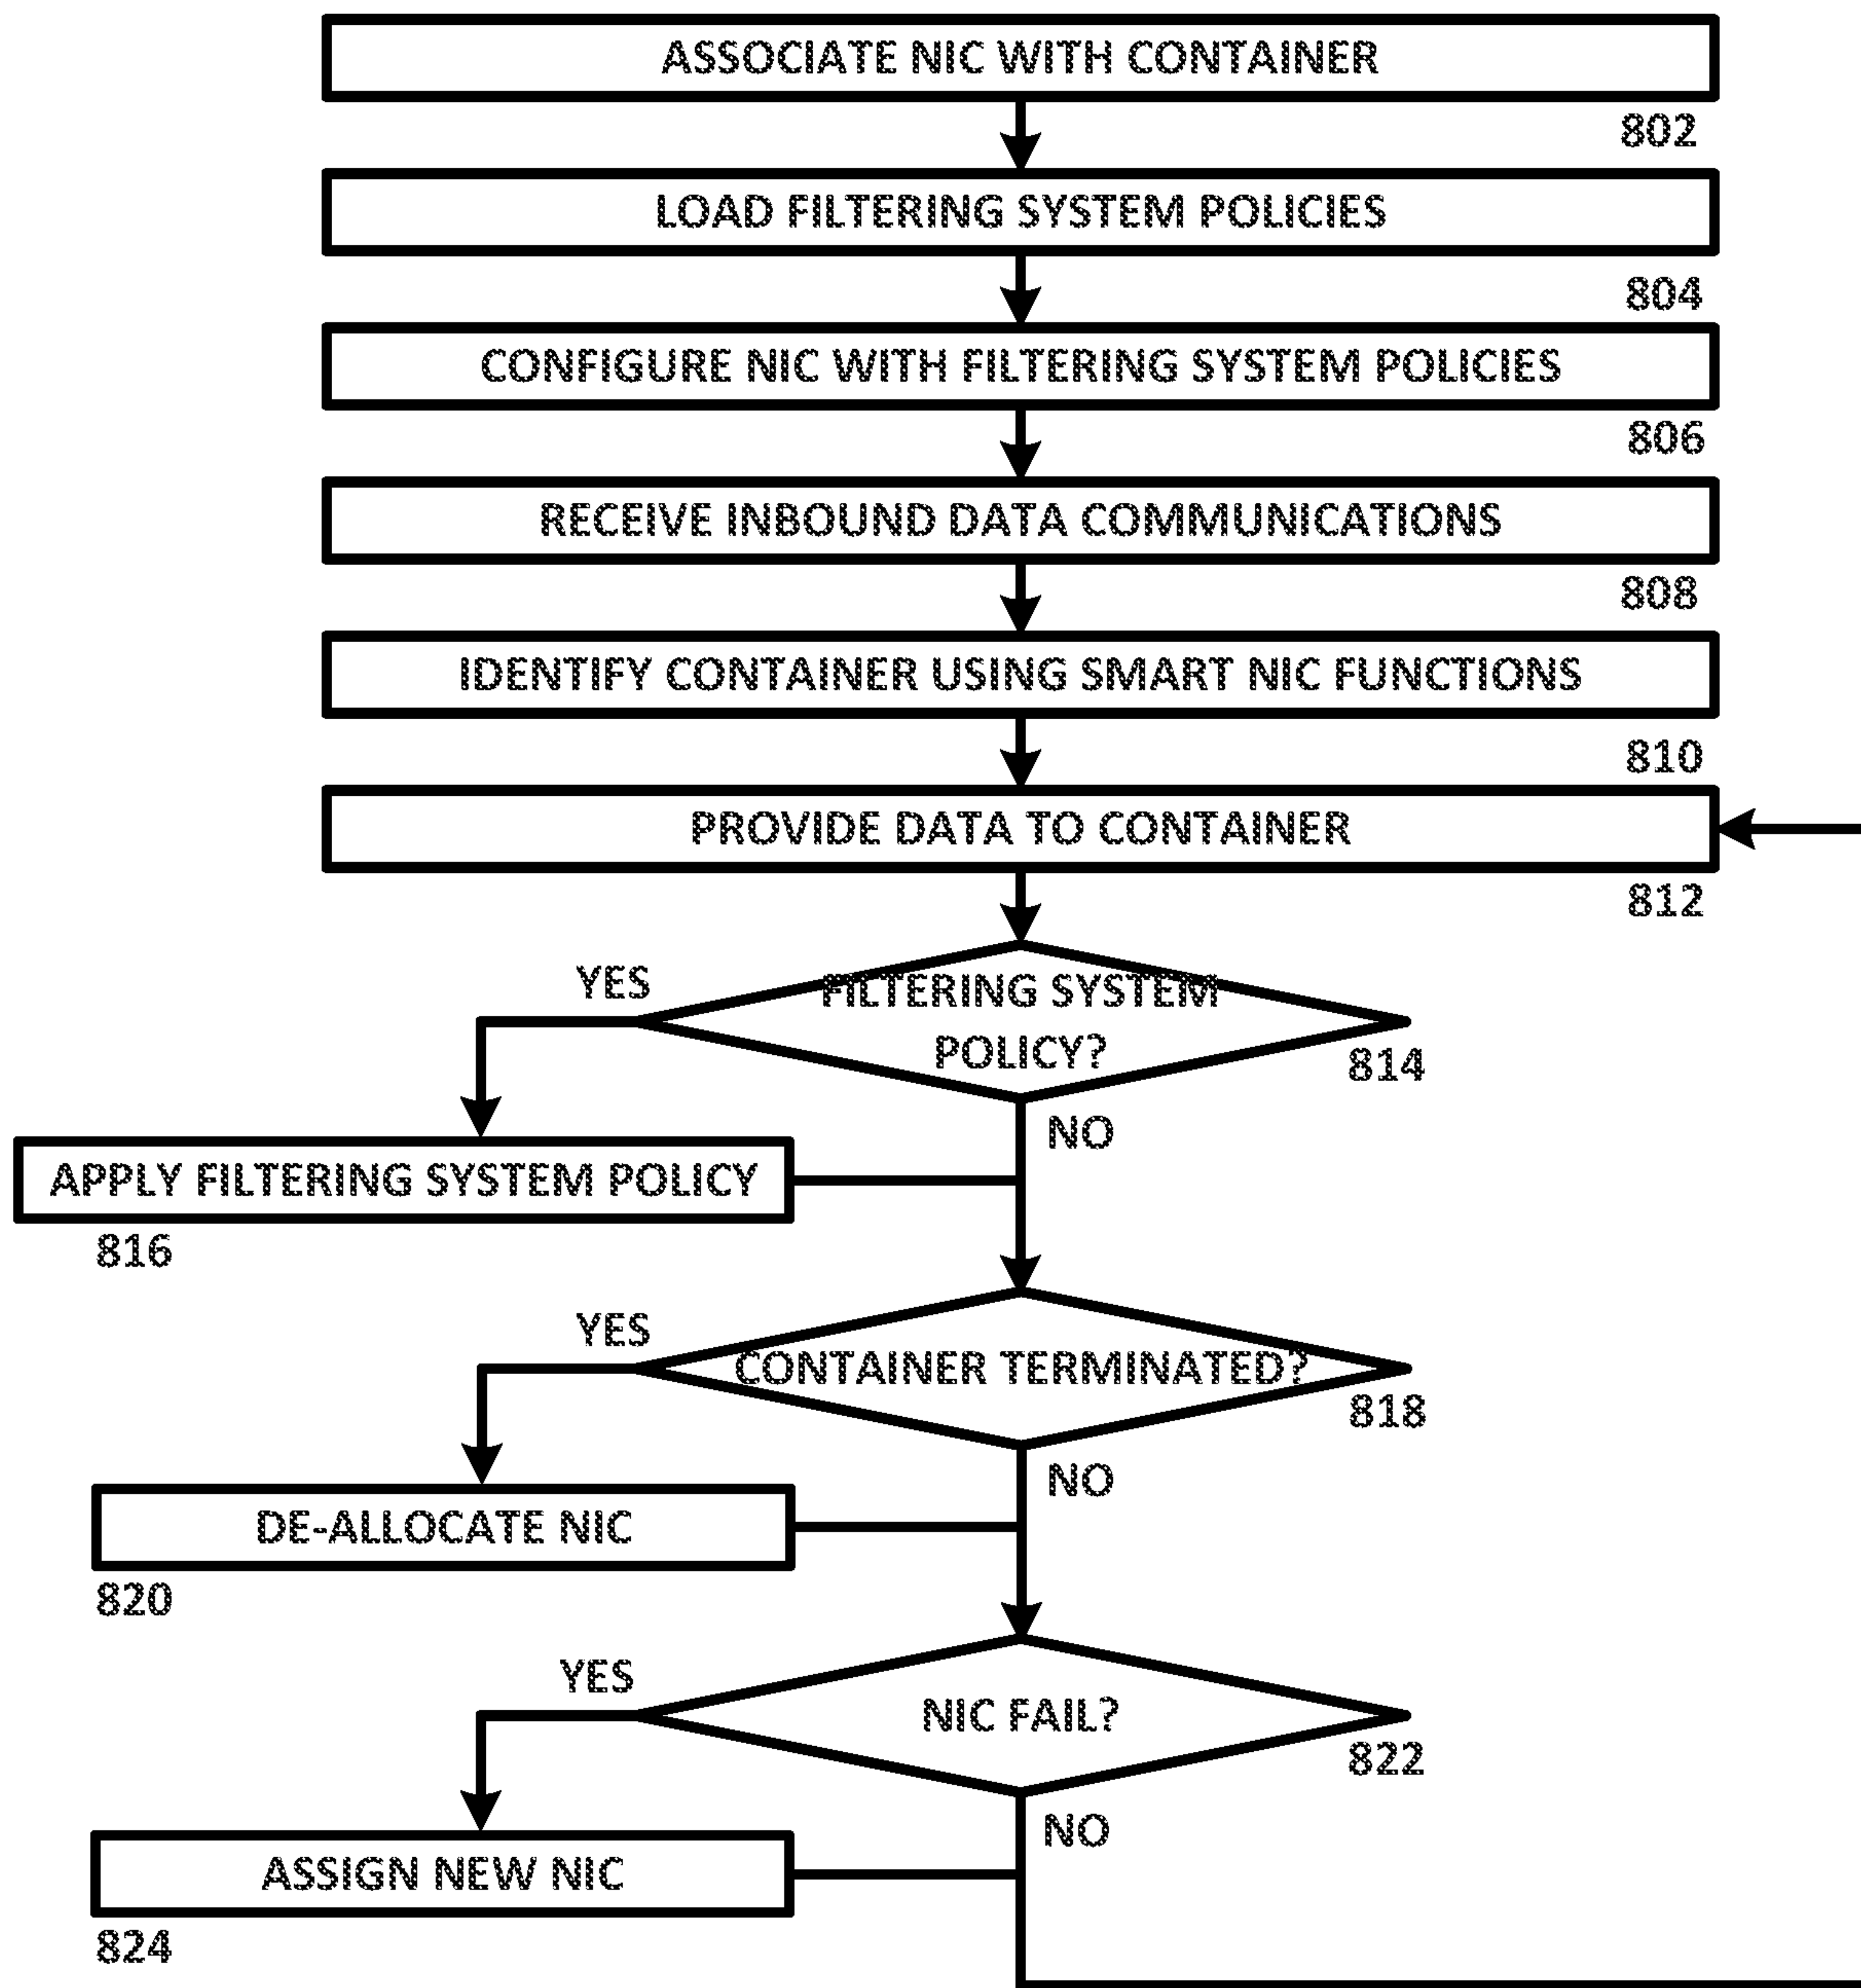 ASSOCIATE NIC WITH CONTAINER
802
LOAD FILTERING SYSTEM POLICIES
804
CONFIGURE NIC WITH FILTERING SYSTEM POLICIES
806
RECEIVE INBOUND DATA COMMUNICATIONS
808
IDENTIFY CONTAINER USING SMART NIC FUNCTIONS
810
PROVIDE DATA TO CONTAINER
812
YES
FILTERING SYSTEM
POLICY?
814
NO
APPLY FILTERING SYSTEM POLICY
816
YES
CONTAINER TERMINATED?
818
NO
DE-ALLOCATE NIC
820
YES
NIC FAIL?
822
NO
ASSIGN NEW NIC
824